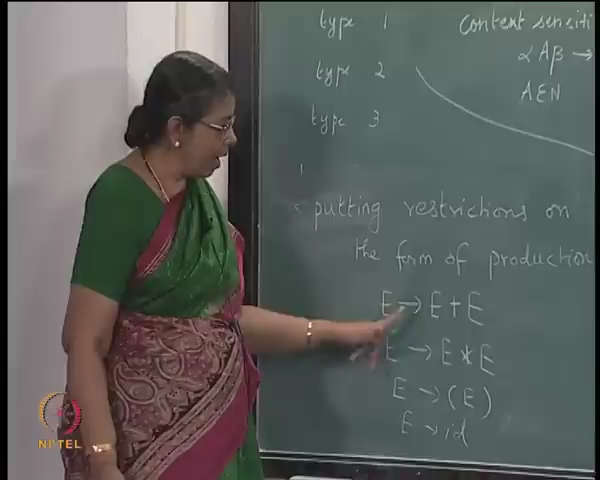 type 1 context sensiti
type 2 αAβ →
A∈N
type 3
putting restrictions on
the form of production
E → E + E
E → E * E
E → (E)
E → id
NPTEL